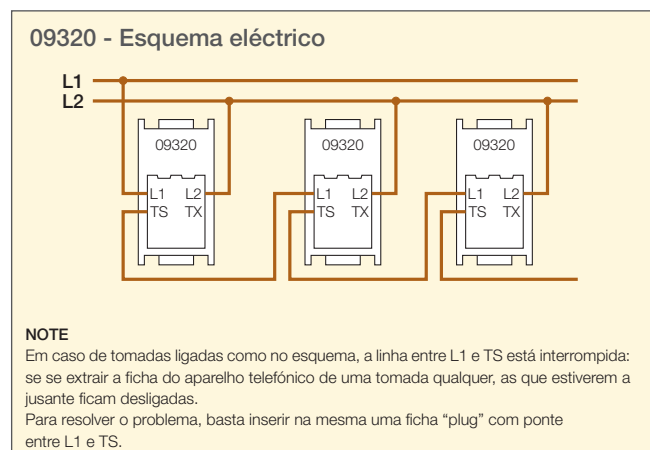 09320 - Esquema eléctrico
L1
L2
09320 09320 09320
L1 L2 L1 L2 L1 L2
TS TX TS TX TS TX
NOTE
Em caso de tomadas ligadas como no esquema, a linha entre L1 e TS está interrompida:
se se extrair a ficha do aparelho telefónico de uma tomada qualquer, as que estiverem a
jusante ficam desligadas.
Para resolver o problema, basta inserir na mesma uma ficha “plug” com ponte
entre L1 e TS.